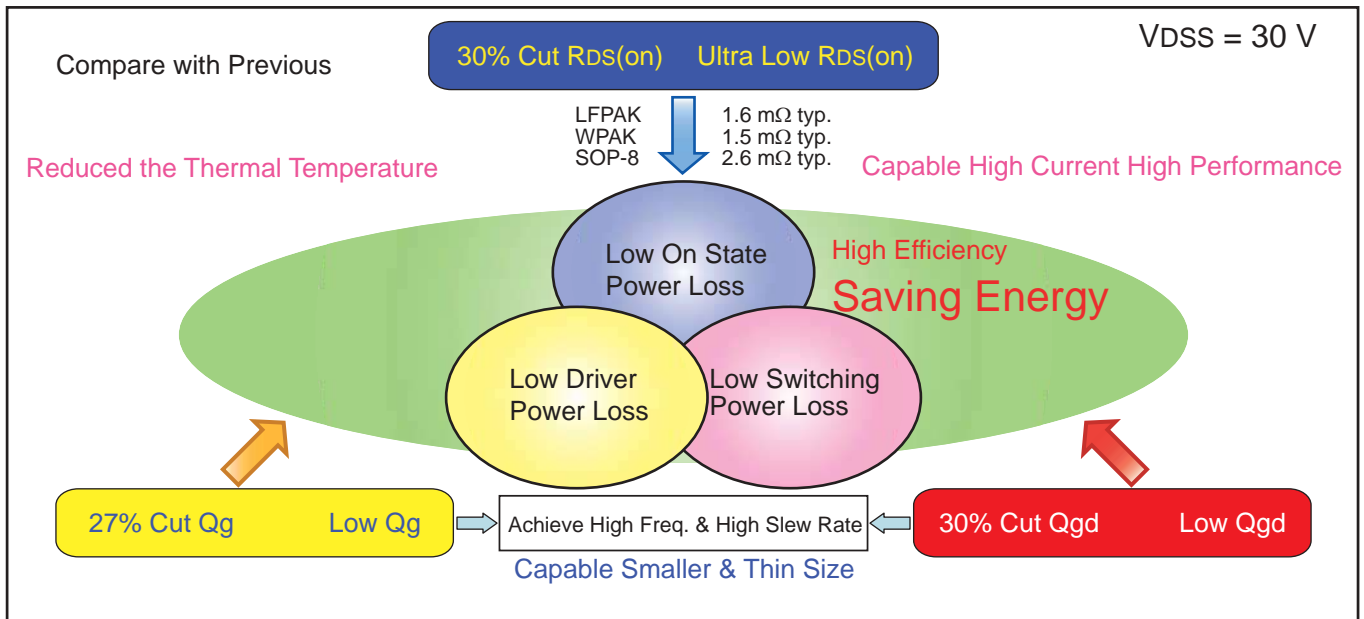 VDSS = 30 V
Compare with Previous
30% Cut RDS(on) Ultra Low RDS(on)
LFPAK 1.6 mΩ typ.
WPAK 1.5 mΩ typ.
SOP-8 2.6 mΩ typ.
Reduced the Thermal Temperature
Capable High Current High Performance
Low On State
Power Loss
High Efficiency
Saving Energy
Low Driver
Power Loss
Low Switching
Power Loss
27% Cut Qg Low Qg
Achieve High Freq. & High Slew Rate
30% Cut Qgd Low Qgd
Capable Smaller & Thin Size